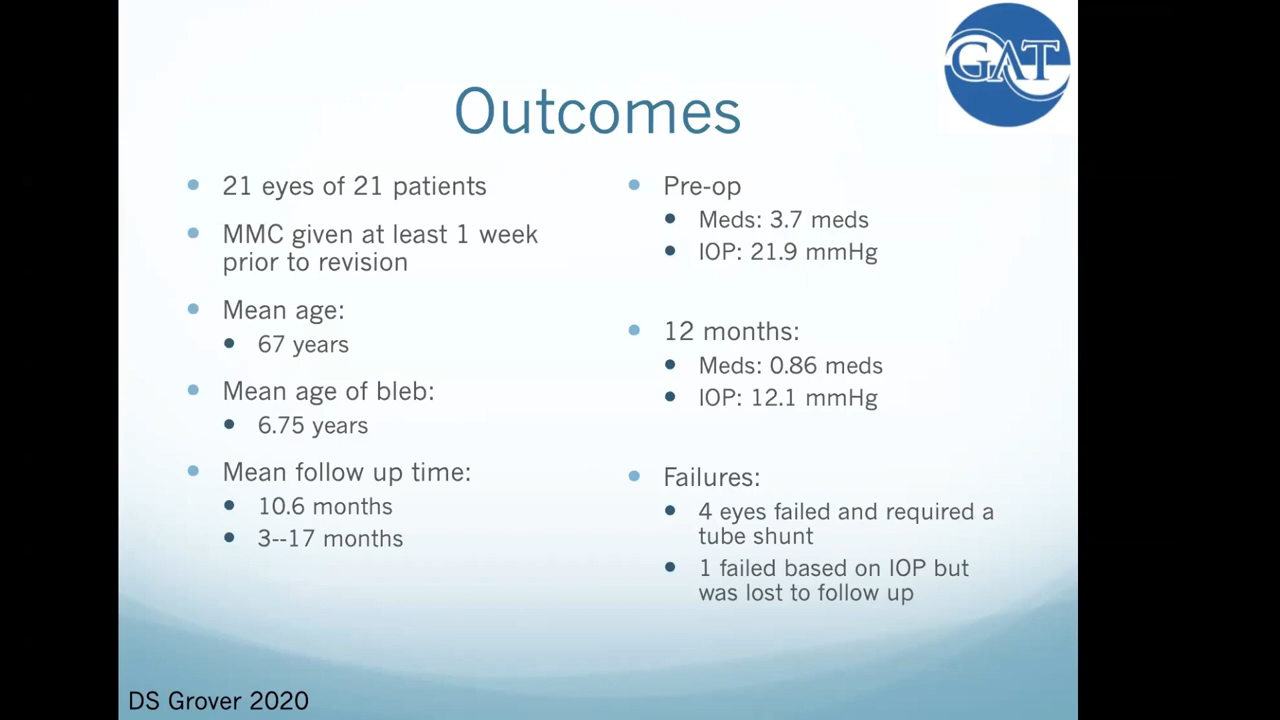 GAT
Outcomes
21 eyes of 21 patients
MMC given at least 1 week
prior to revision
Mean age:
67 years
Mean age of bleb:
6.75 years
Mean follow up time:
10.6 months
3--17 months
Pre-op
Meds: 3.7 meds
IOP: 21.9 mmHg
12 months:
Meds: 0.86 meds
IOP: 12.1 mmHg
Failures:
4 eyes failed and required a
tube shunt
1 failed based on IOP but
was lost to follow up
DS Grover 2020